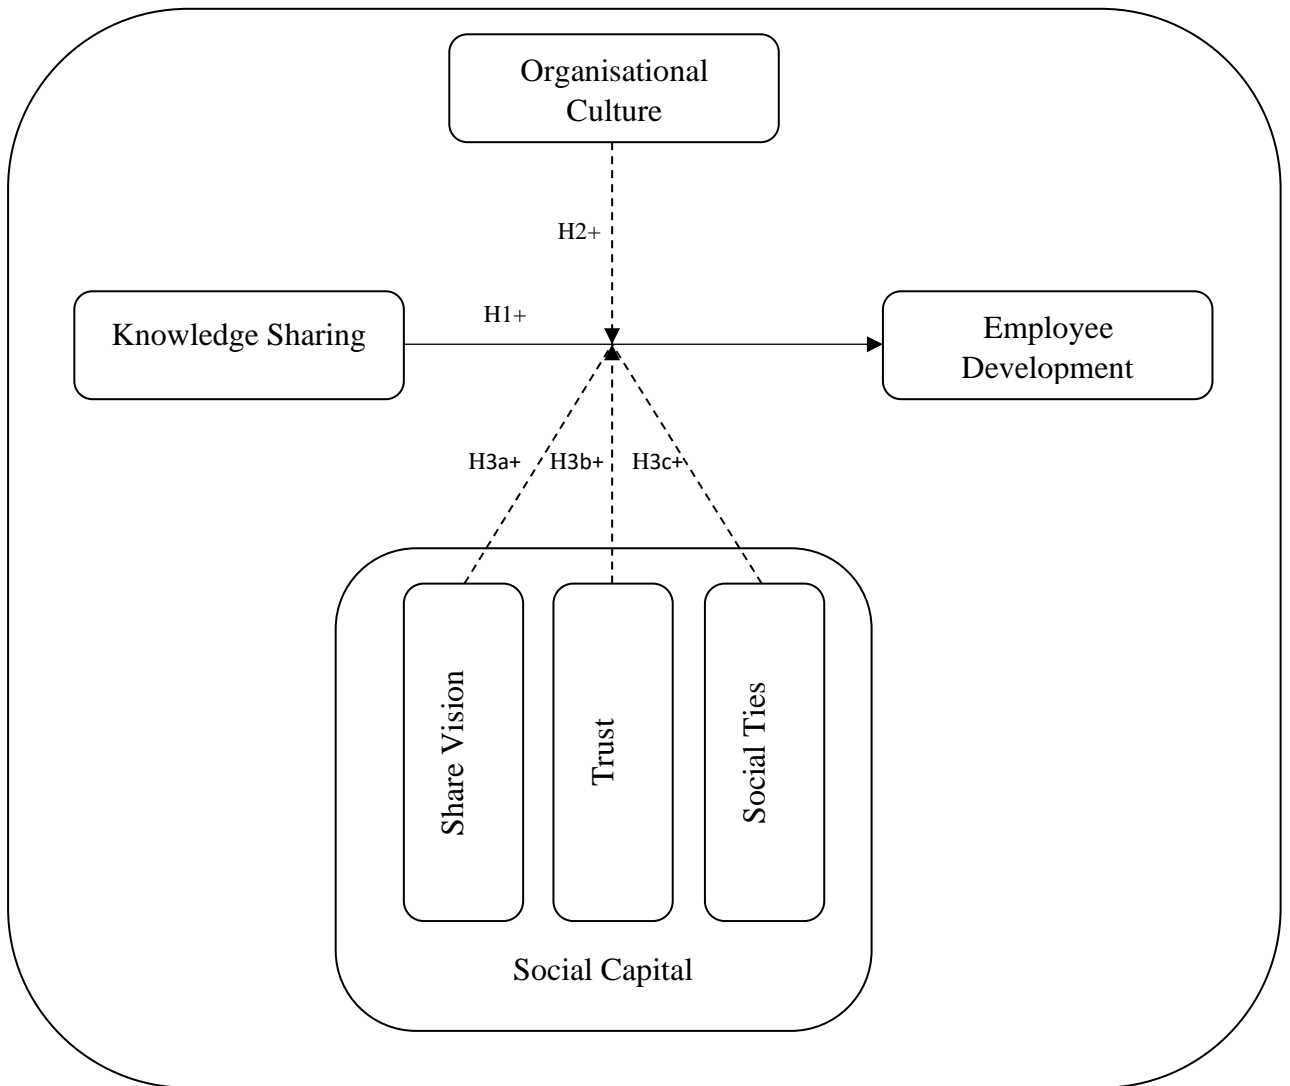 Organisational
Culture
H2+
H1+
Knowledge Sharing
Employee
Development
H3a+
H3b+
H3c+
Share Vision
Trust
Social Ties
Social Capital